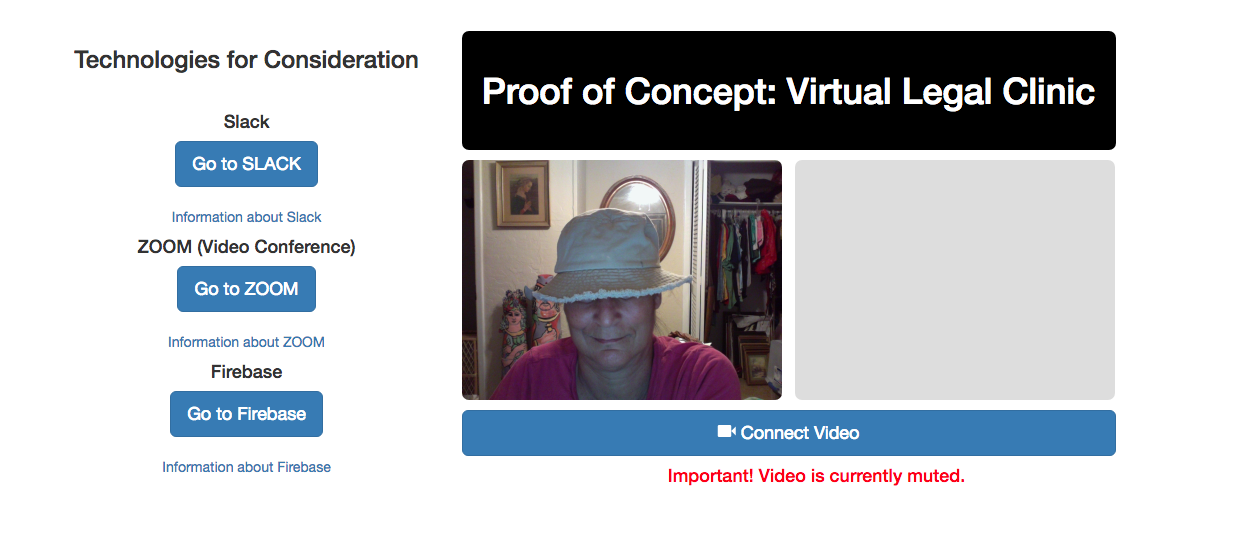 Technologies for Consideration
Slack
Go to SLACK
Information about Slack
ZOOM (Video Conference)
Go to ZOOM
Information about ZOOM
Firebase
Go to Firebase
Information about Firebase
Proof of Concept: Virtual Legal Clinic
Connect Video
Important! Video is currently muted.